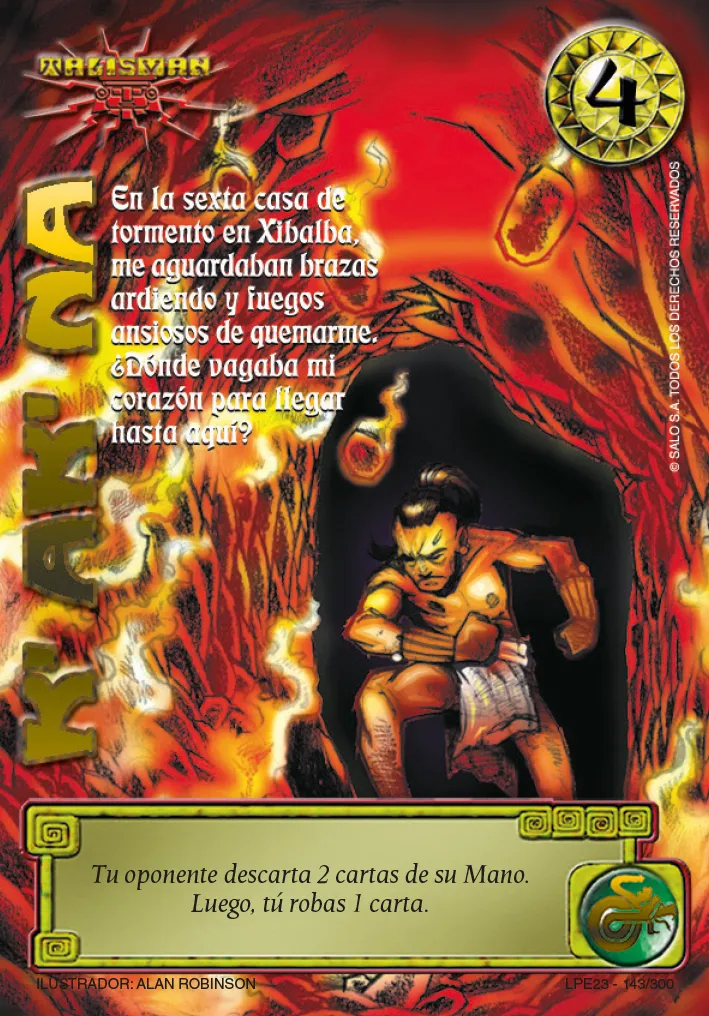 TALISMAN
4
K'AK' NA
En la sexta casa de
tormento en Xibalba,
me aguardaban brazas
ardiendo y fuegos
ansiosos de quemarme.
¿Dónde vagaba mi
corazón para llegar
hasta aquí?
© SALO S.A. TODOS LOS DERECHOS RESERVADOS
Tu oponente descarta 2 cartas de su Mano.
Luego, tú robas 1 carta.
ILUSTRADOR: ALAN ROBINSON
LPE23 - 143/300